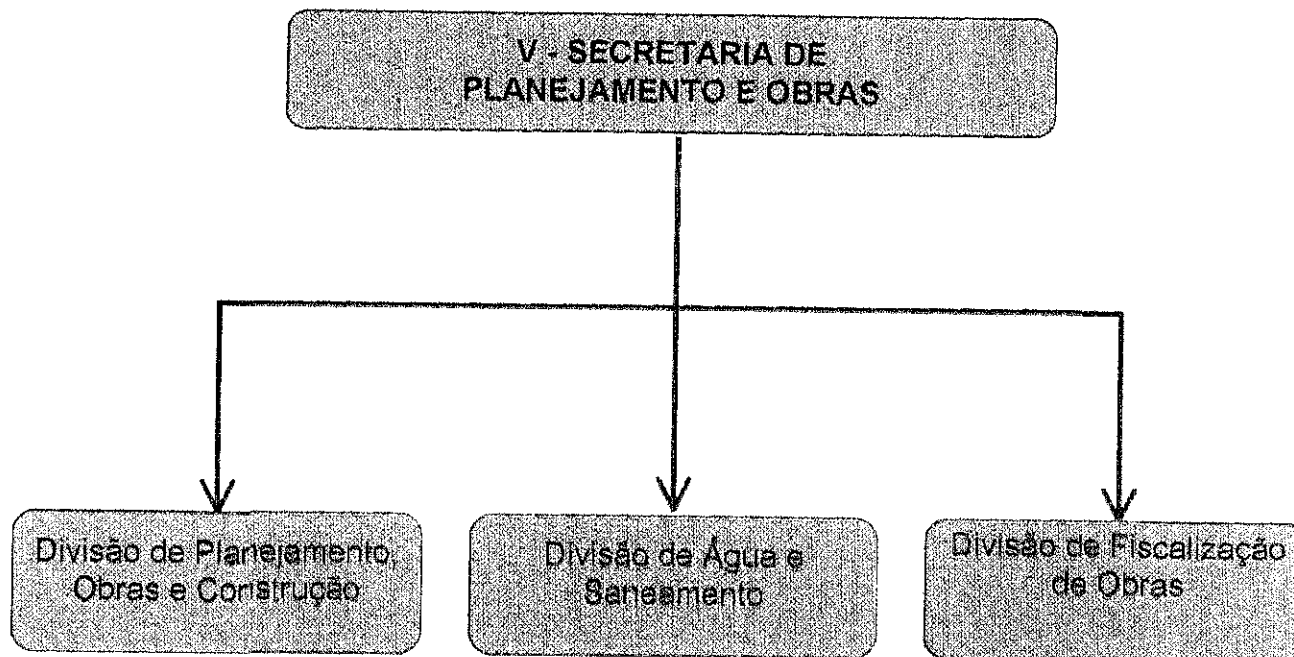 V - SECRETARIA DE
PLANEJAMENTO E OBRAS
Divisão de Planejamento,
Obras e Construção
Divisão de Água e
Saneamento
Divisão de Fiscalização
de Obras